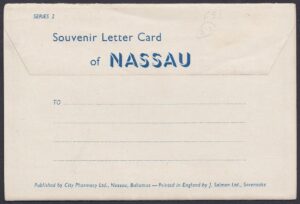 SERIES 2
Souvenir Letter Card
of NASSAU
TO
Published by City Pharmacy Ltd., Nassau, Bahamas — Printed in England by J. Salmon Ltd., Sevenoaks